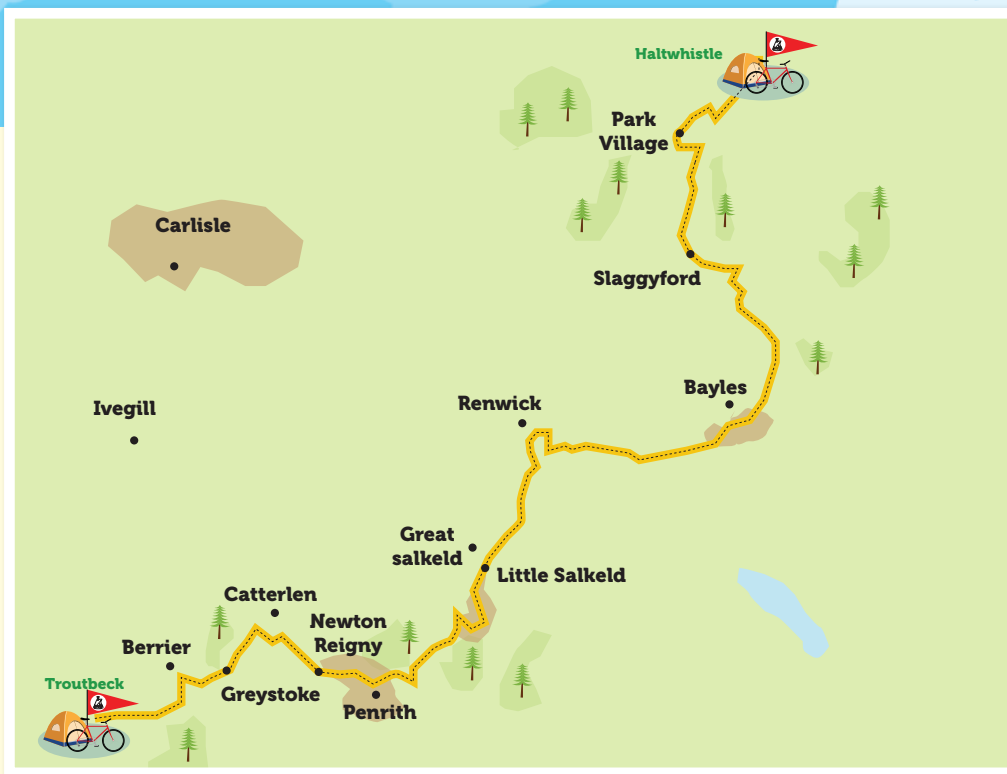 Haltwhistle
Park
Village
Carlisle
Slaggyford
Bayles
Renwick
Ivegill
Great
salkeld
Little Salkeld
Catterlen
Newton
Reigny
Berrier
Greystoke
Troutbeck
Penrith